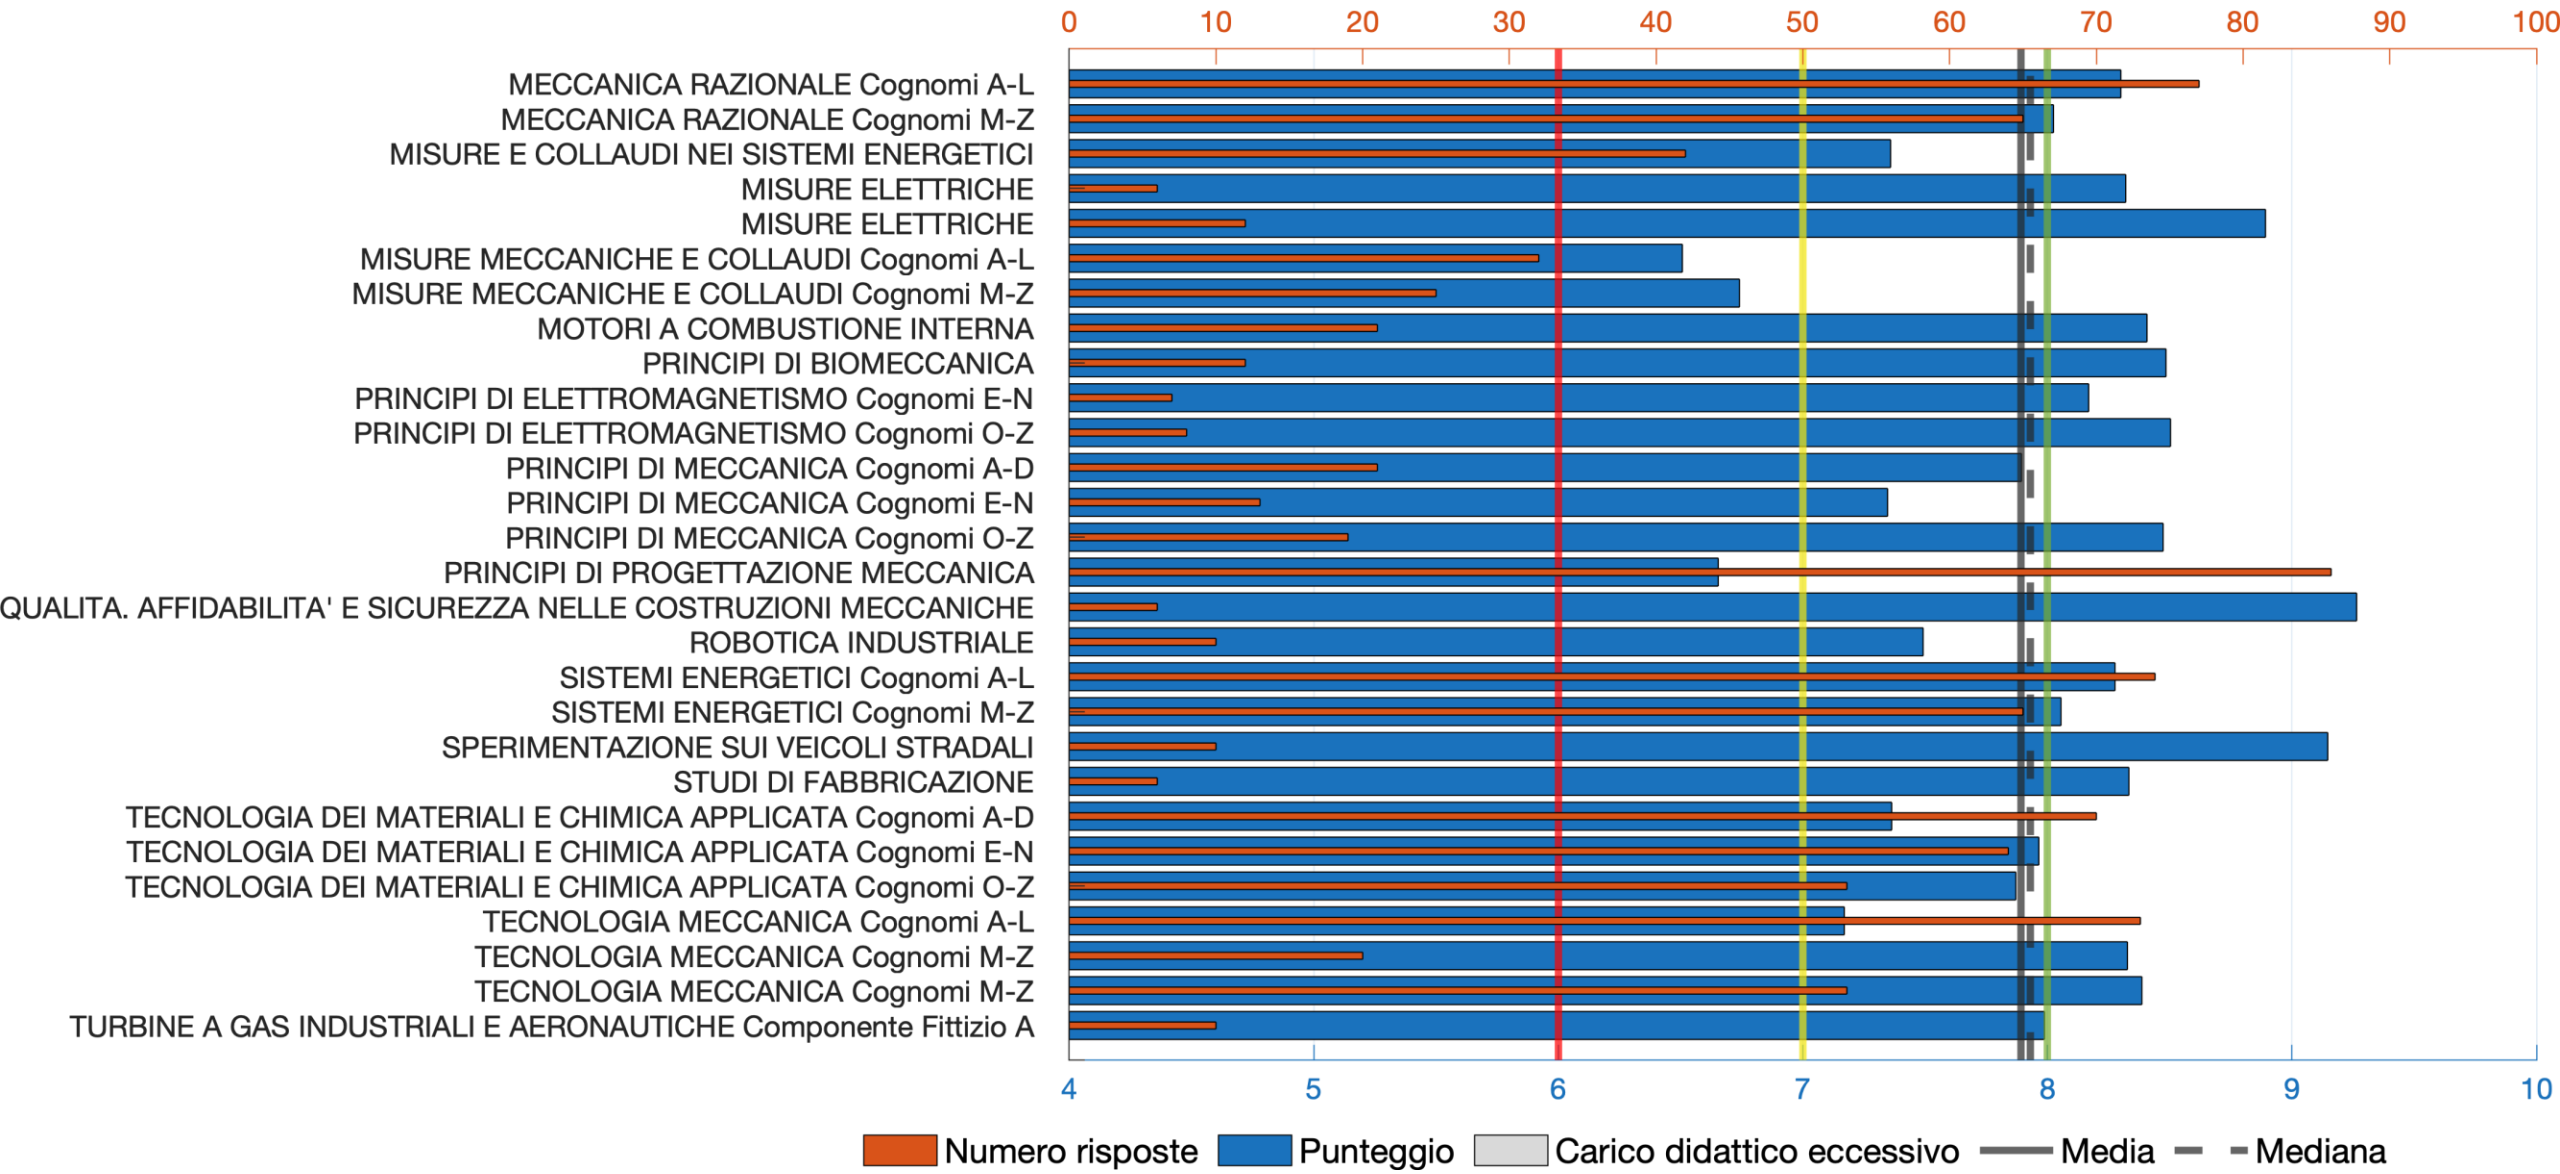 0 10 20 30 40 50 60 70 80 90 100
MECCANICA RAZIONALE Cognomi A-L
MECCANICA RAZIONALE Cognomi M-Z
MISURE E COLLAUDI NEI SISTEMI ENERGETICI
MISURE ELETTRICHE
MISURE ELETTRICHE
MISURE MECCANICHE E COLLAUDI Cognomi A-L
MISURE MECCANICHE E COLLAUDI Cognomi M-Z
MOTORI A COMBUSTIONE INTERNA
PRINCIPI DI BIOMECCANICA
PRINCIPI DI ELETTROMAGNETISMO Cognomi E-N
PRINCIPI DI ELETTROMAGNETISMO Cognomi O-Z
PRINCIPI DI MECCANICA Cognomi A-D
PRINCIPI DI MECCANICA Cognomi E-N
PRINCIPI DI MECCANICA Cognomi O-Z
PRINCIPI DI PROGETTAZIONE MECCANICA
QUALITA. AFFIDABILITA' E SICUREZZA NELLE COSTRUZIONI MECCANICHE
ROBOTICA INDUSTRIALE
SISTEMI ENERGETICI Cognomi A-L
SISTEMI ENERGETICI Cognomi M-Z
SPERIMENTAZIONE SUI VEICOLI STRADALI
STUDI DI FABBRICAZIONE
TECNOLOGIA DEI MATERIALI E CHIMICA APPLICATA Cognomi A-D
TECNOLOGIA DEI MATERIALI E CHIMICA APPLICATA Cognomi E-N
TECNOLOGIA DEI MATERIALI E CHIMICA APPLICATA Cognomi O-Z
TECNOLOGIA MECCANICA Cognomi A-L
TECNOLOGIA MECCANICA Cognomi M-Z
TECNOLOGIA MECCANICA Cognomi M-Z
TURBINE A GAS INDUSTRIALI E AERONAUTICHE Componente Fittizio A
4 5 6 7 8 9 10
Numero risposte Punteggio Carico didattico eccessivo Media Mediana